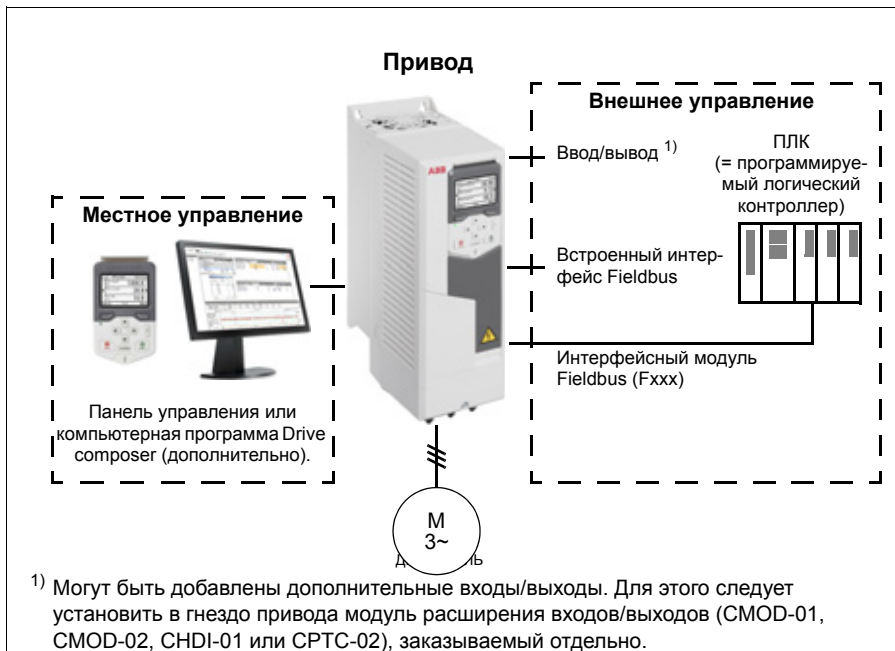 Привод
Внешнее управление
Ввод/вывод 1)
ПЛК
(= программируе-
мый логический
контроллер)
ABB
Местное управление
Встроенный интер-
фейс Fieldbus
Интерфейсный модуль
Fieldbus (Fxxx)
Панель управления или
компьютерная программа Drive
composer (дополнительно).
M
3~
1) Могут быть добавлены дополнительные входы/выходы. Для этого следует
установить в гнездо привода модуль расширения входов/выходов (CMOD-01,
CMOD-02, CHDI-01 или CPTC-02), заказываемый отдельно.